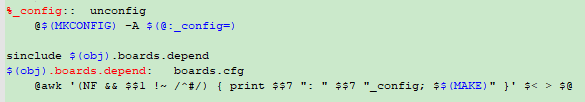 %_config::  unconfig
    @$(MKCONFIG) -A $(@:_config=)
sinclude $(obj).boards.depend
$(obj).boards.depend:   boards.cfg
    @awk '(NF && $$1 !~ /^#/) { print $$7 ": " $$7 "_config; $$(MAKE)" }' $< > $@